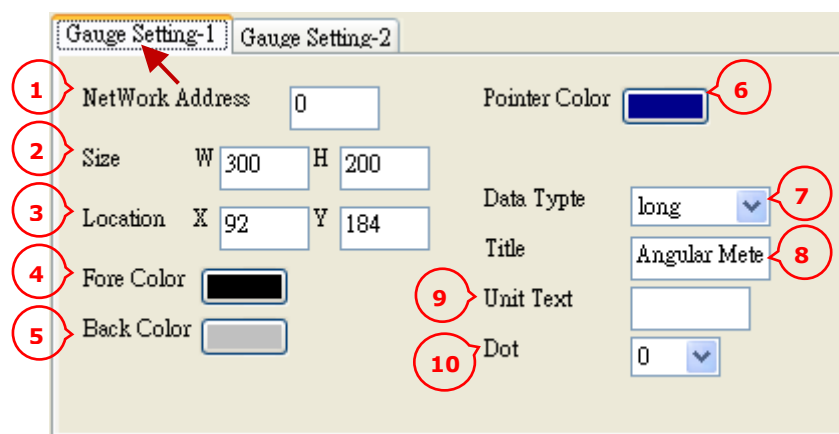 Gauge Setting-1 Gauge Setting-2
1 NetWork Address 0
2 Size W 300 H 200
3 Location X 92 Y 184
4 Fore Color
5 Back Color
Pointer Color 6
Data Typte long 7
Title Angular Mete 8
9 Unit Text
10 Dot 0